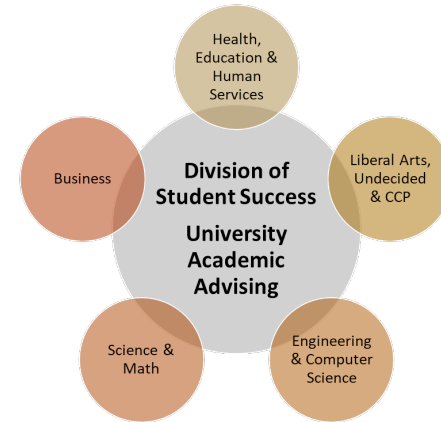 Health,
Education &
Human
Services
Business
Division of
Student Success
University
Academic
Advising
Liberal Arts,
Undecided
& CCP
Science &
Math
Engineering
& Computer
Science